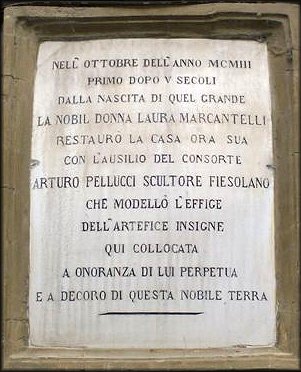 NELL' OTTOBRE DELL'ANNO MCMIII
PRIMO DOPO V SECOLI
DALLA NASCITA DI QUEL GRANDE
LA NOBIL DONNA LAURA MARCANTELLI
RESTAURO LA CASA ORA SUA
CON L'AUSILIO DEL CONSORTE
ARTURO PELLUCCI SCULTORE FIESOLANO
CHE MODELLÒ L'EFFIGE
DELL'ARTEFICE INSIGNE
QUI COLLOCATA
A ONORANZA DI LUI PERPETUA
E A DECORO DI QUESTA NOBILE TERRA